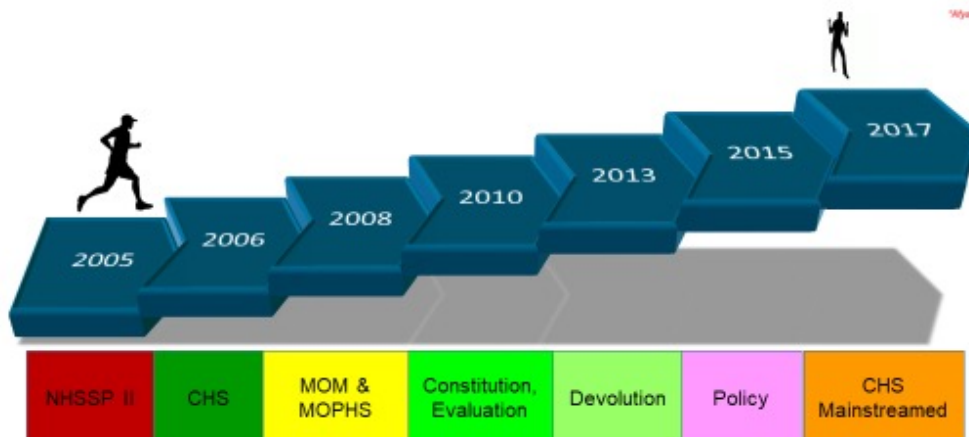 2005
2006
2008
2010
2013
2015
2017
NHSSP II
CHS
MOM &
MOPHS
Constitution,
Evaluation
Devolution
Policy
CHS
Mainstreamed